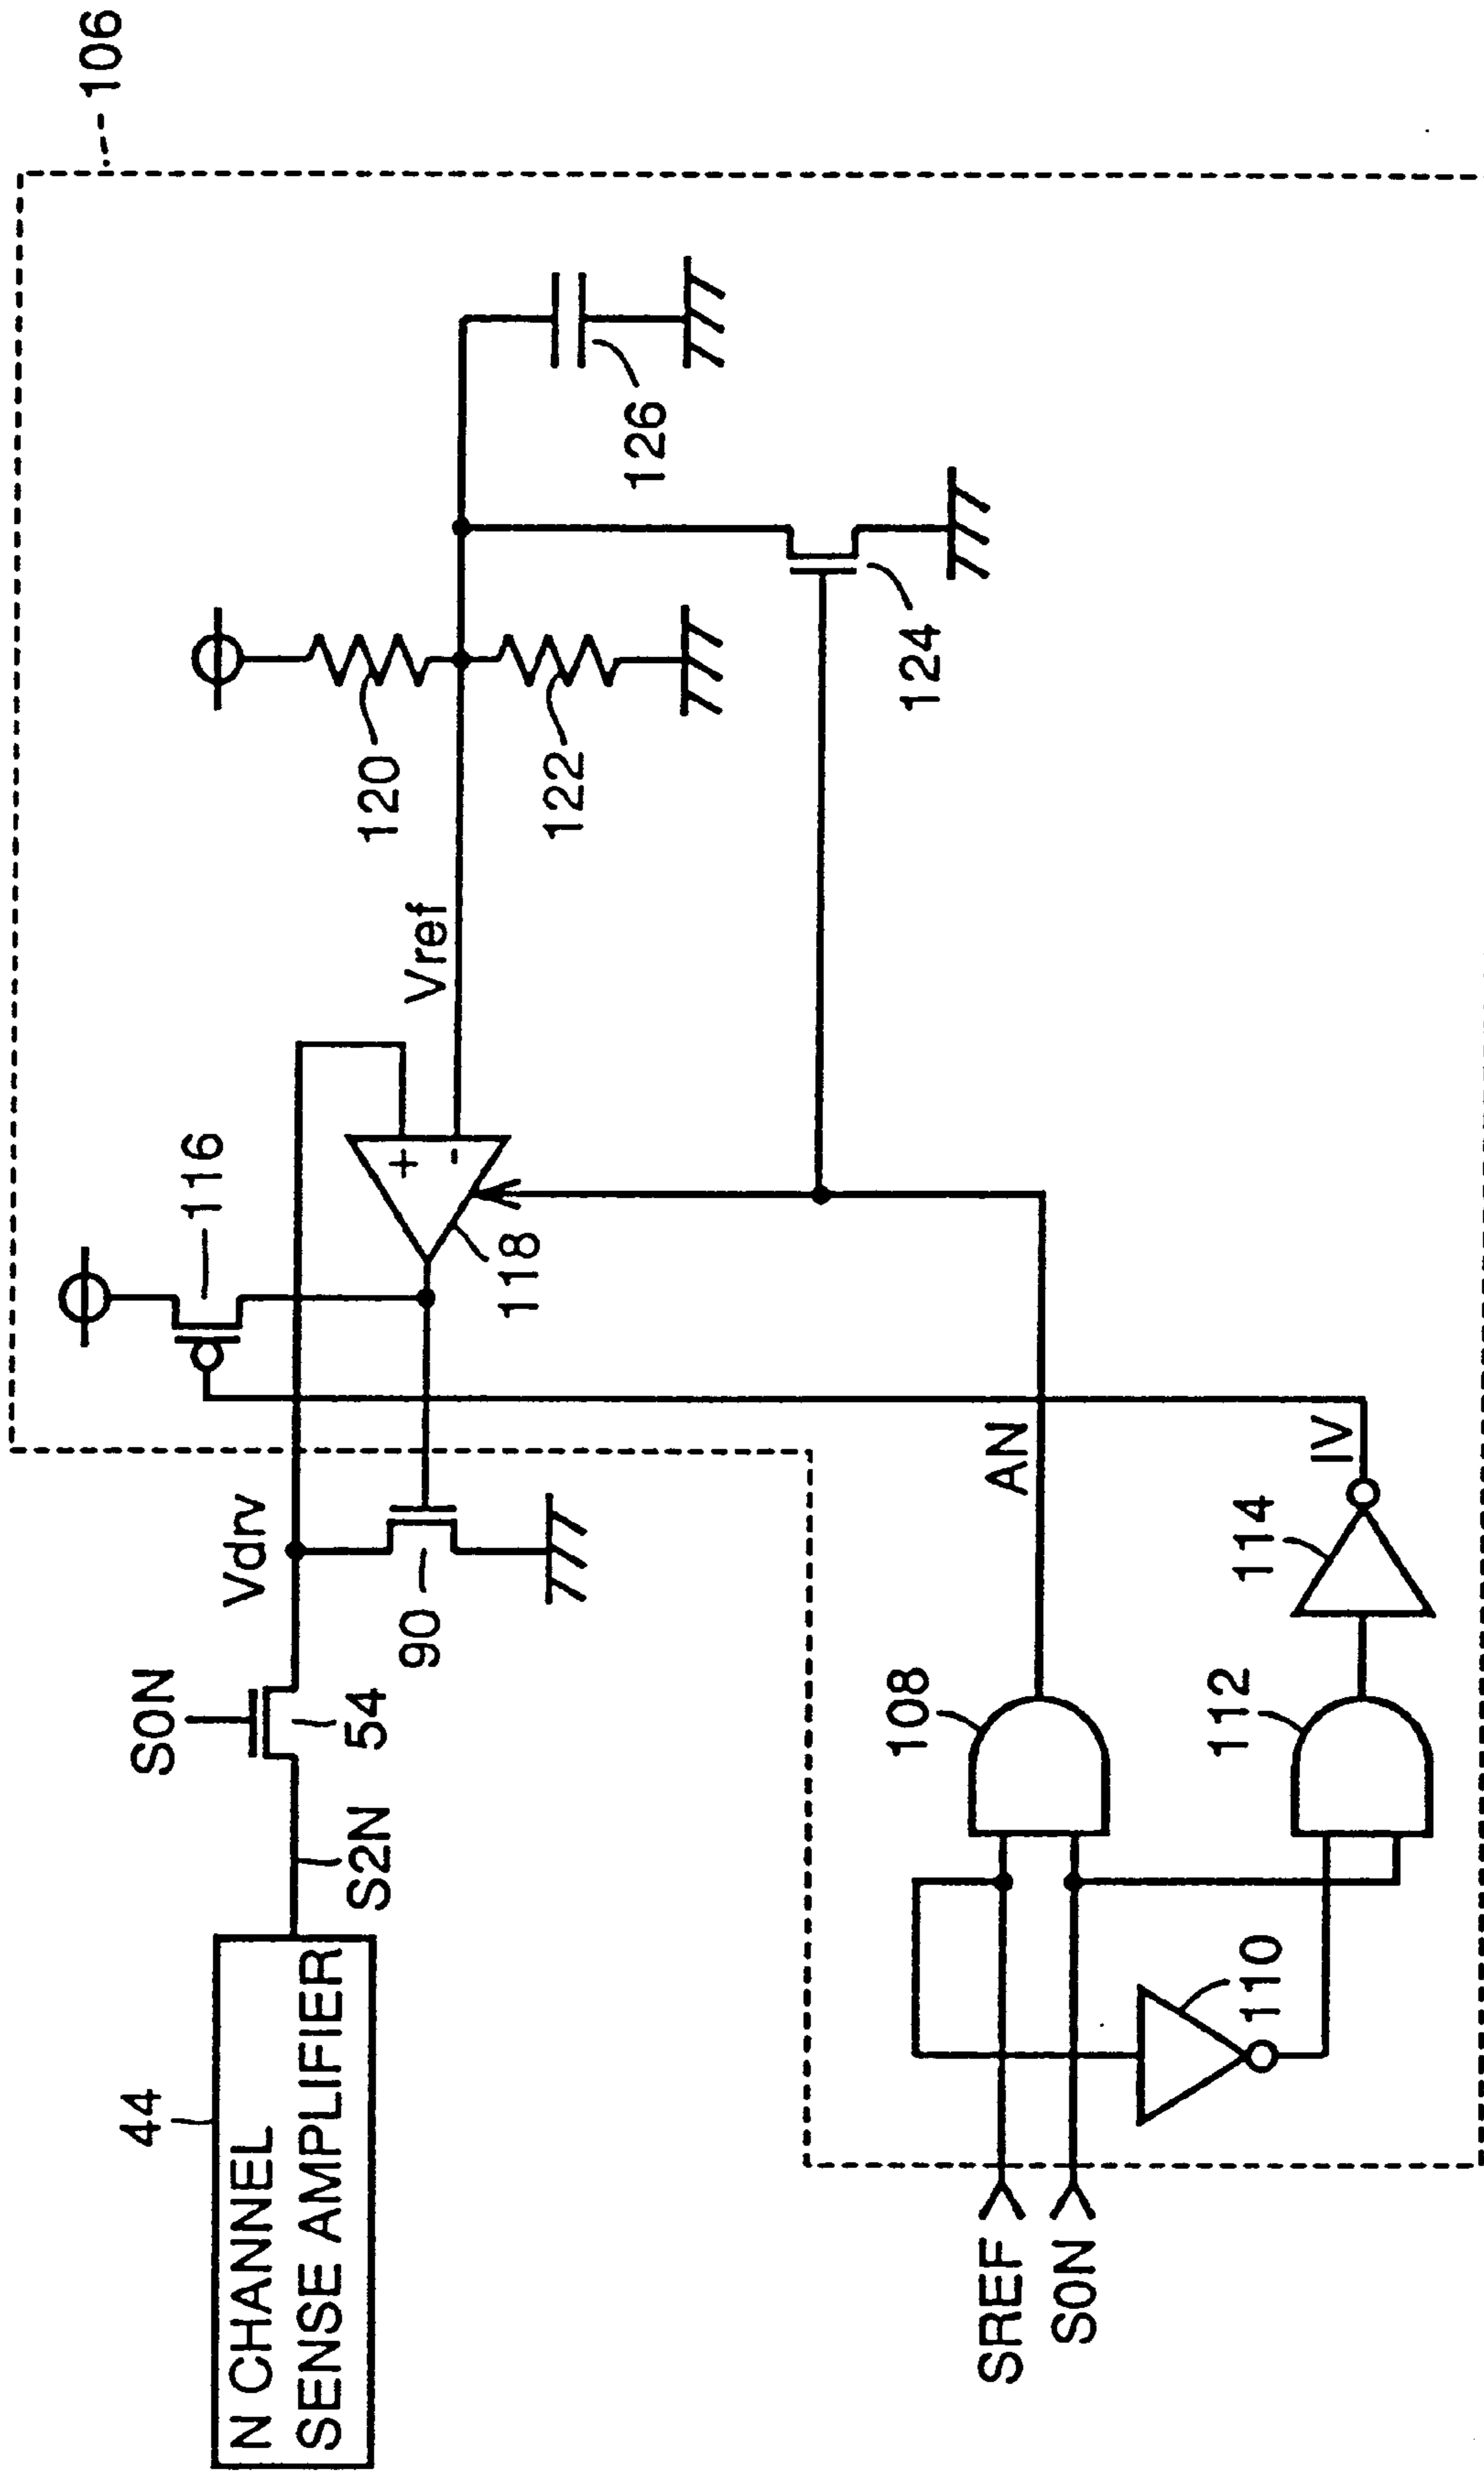 106
44
S0N
116
Vdrv
N CHANNEL
SENSE AMPLIFIER
S2N
54
90
120
Vref
+
-
118
122
126
108
124
SREF
AN
S0N
110
112
114
IV